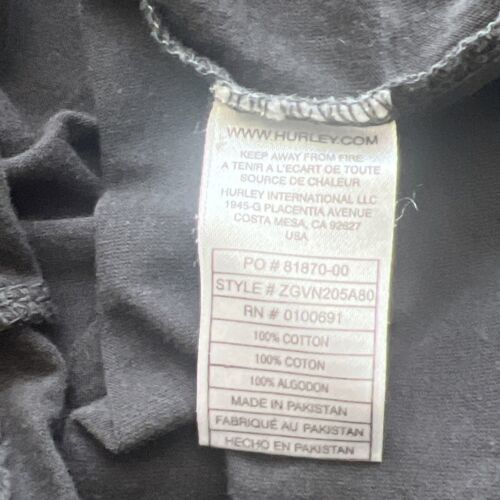 WWW.HURLEY.COM
KEEP AWAY FROM FIRE
A TENIR A L'ECART DE TOUTE
SOURCE DE CHALEUR
HURLEY INTERNATIONAL LLC
1945-G PLACENTIA AVENUE
COSTA MESA, CA 92627
USA
PO # 81870-00
STYLE # ZGVN205A80
RN # 0100691
100% COTTON
100% COTON
100% ALGODON
MADE IN PAKISTAN
FABRIQUÉ AU PAKISTAN
HECHO EN PAKISTAN